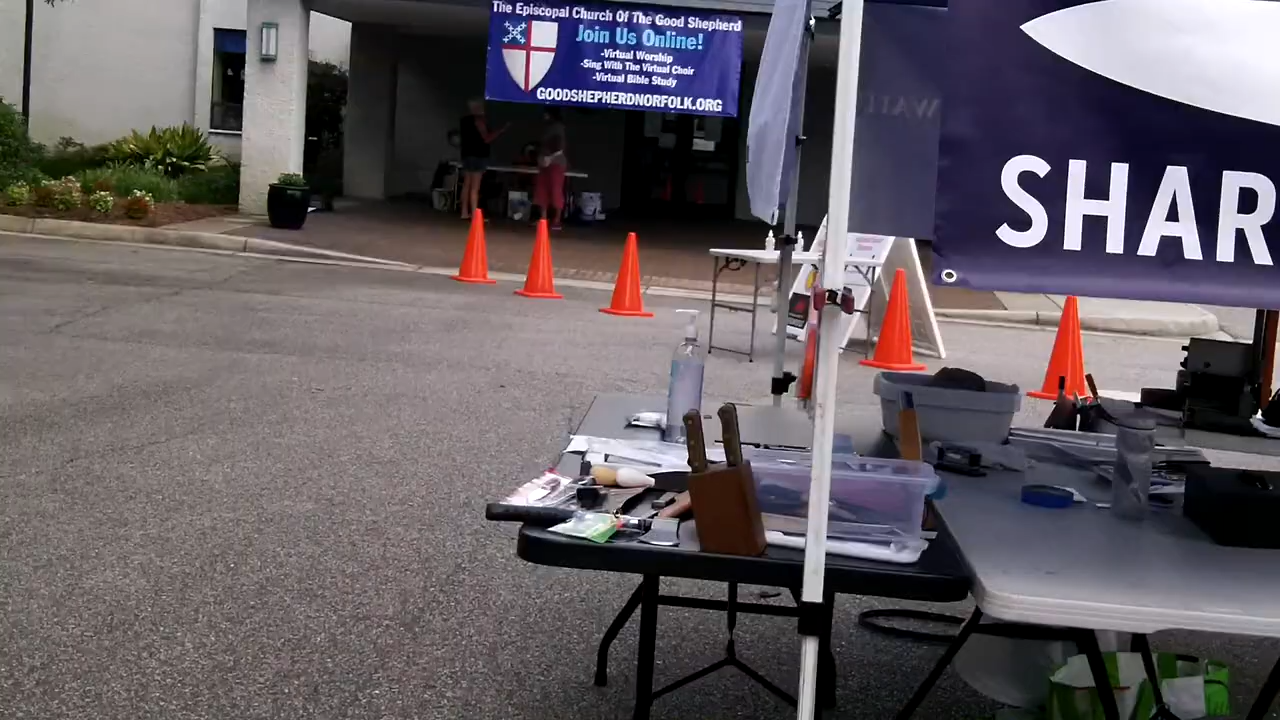 The Episcopal Church Of The Good Shepherd
Join Us Online!
-Virtual Worship
-Sing With The Virtual Choir
-Virtual Bible Study
GOODSHEPHERDNORFOLK.ORG
SHAR